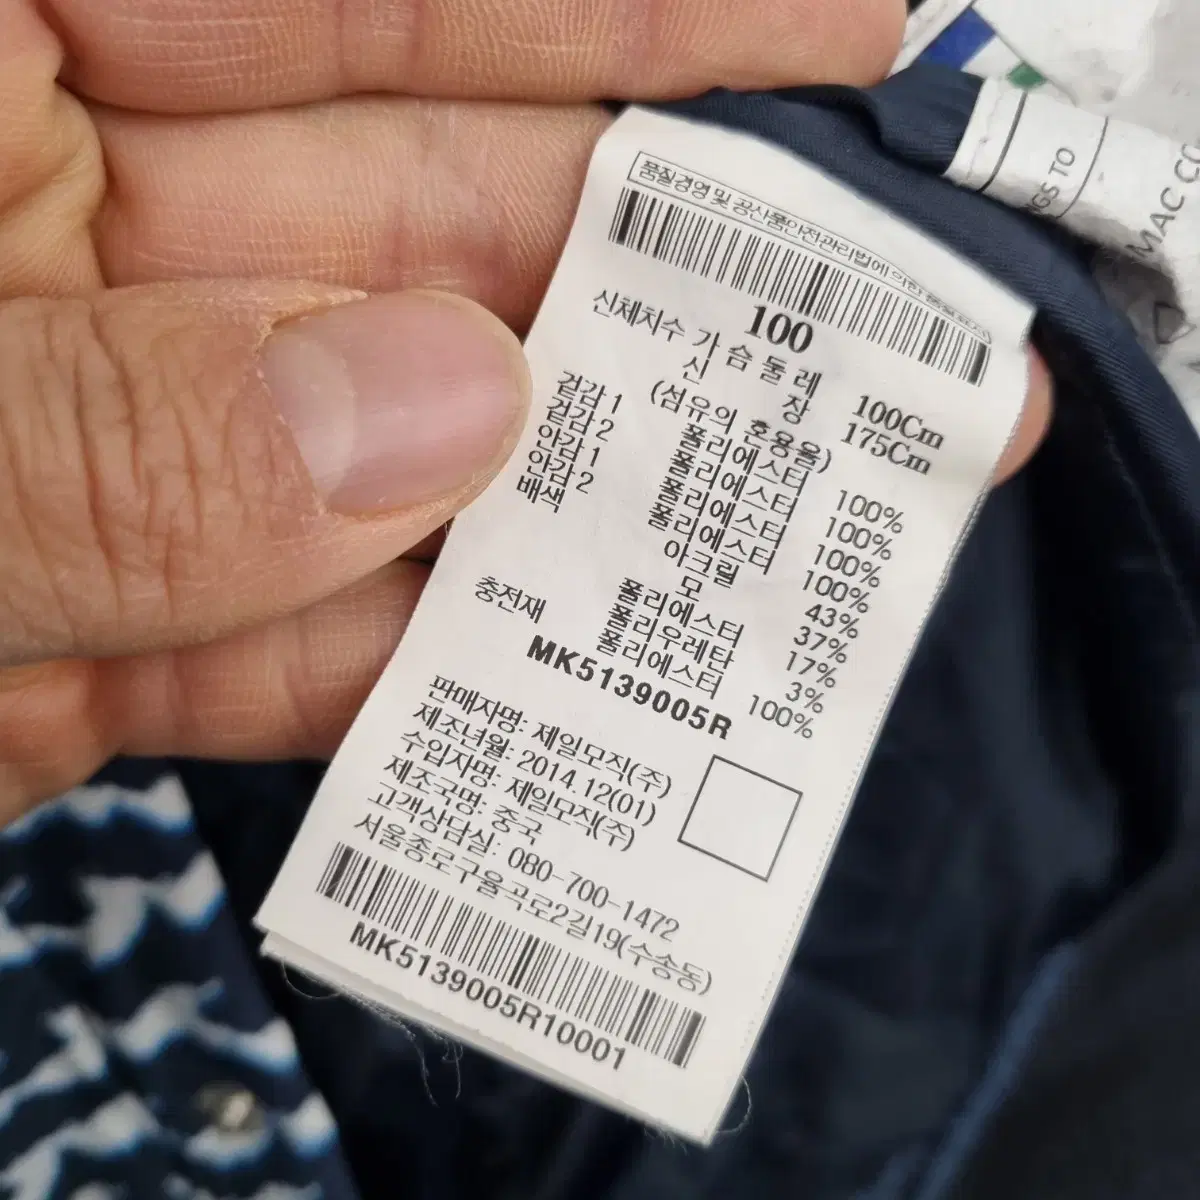 품질경영 및 공산품안전관리법에 의한 품질표시
100
신체치수 가슴둘레 100Cm
신장 175Cm
(섬유의 혼용율)
겉감1 폴리에스터 100%
겉감2 폴리에스터 100%
안감1 폴리에스터 100%
안감2 폴리에스터 100%
배색 아크릴 43%
모 37%
폴리에스터 17%
폴리우레탄 3%
충전재 폴리에스터 100%
MK5139005R
판매자명: 제일모직(주)
제조년월: 2014.12(01)
수입자명: 제일모직(주)
제조국명: 중국
고객상담실: 080-700-1472
서울종로구율곡로2길19(수송동)
MK5139005R10001
TO
MAC